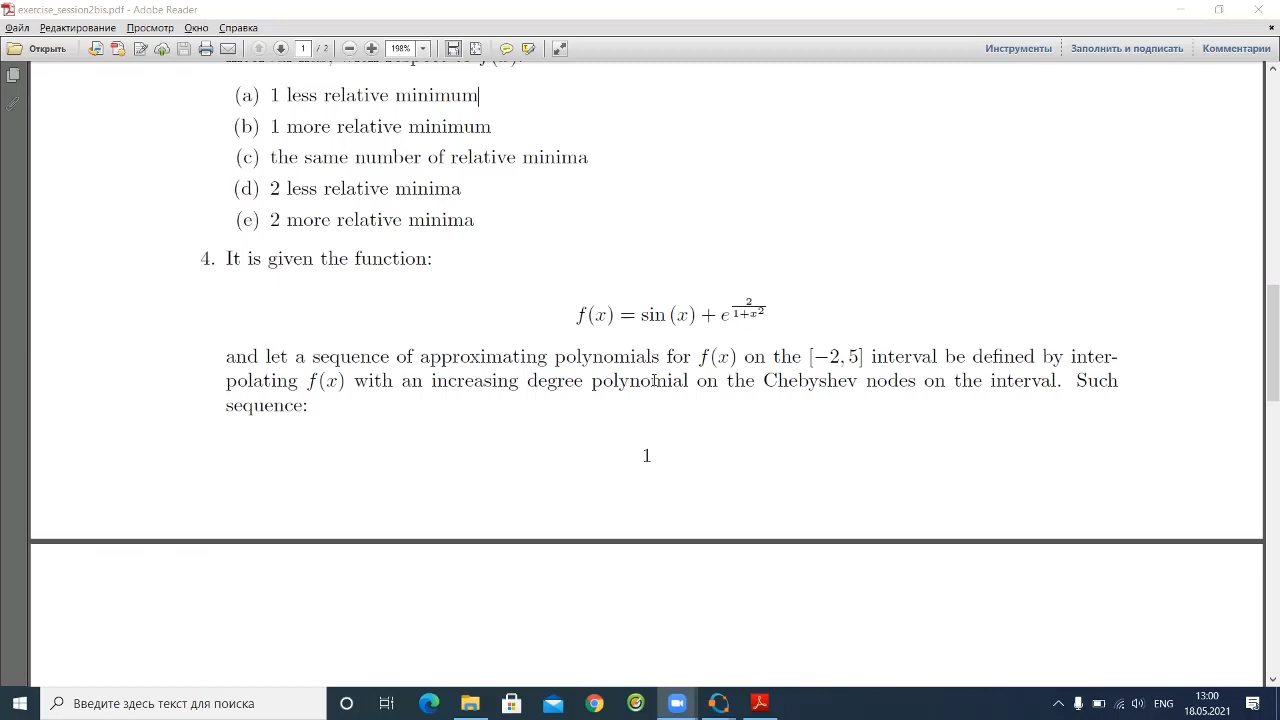 exercise_session2bis.pdf - Adobe Reader
Файл Редактирование Просмотр Окно Справка
Открыть 1 / 2 198% Инструменты Заполнить и подписать Комментарии
(a) 1 less relative minimum
(b) 1 more relative minimum
(c) the same number of relative minima
(d) 2 less relative minima
(e) 2 more relative minima
4. It is given the function:
f(x) = sin (x) + e^{\frac{2}{1+x^2}}
and let a sequence of approximating polynomials for f(x) on the [−2, 5] interval be defined by inter-
polating f(x) with an increasing degree polynomial on the Chebyshev nodes on the interval. Such
sequence:
1
Введите здесь текст для поиска
ENG
13:00
18.05.2021